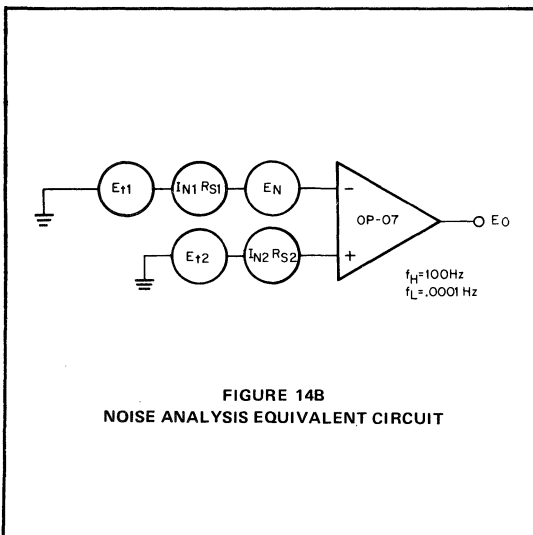 Et1
IN1 RS1
EN
−
OP-07
EO
Et2
IN2 RS2
+
fH=100Hz
fL=.0001 Hz
FIGURE 14B
NOISE ANALYSIS EQUIVALENT CIRCUIT